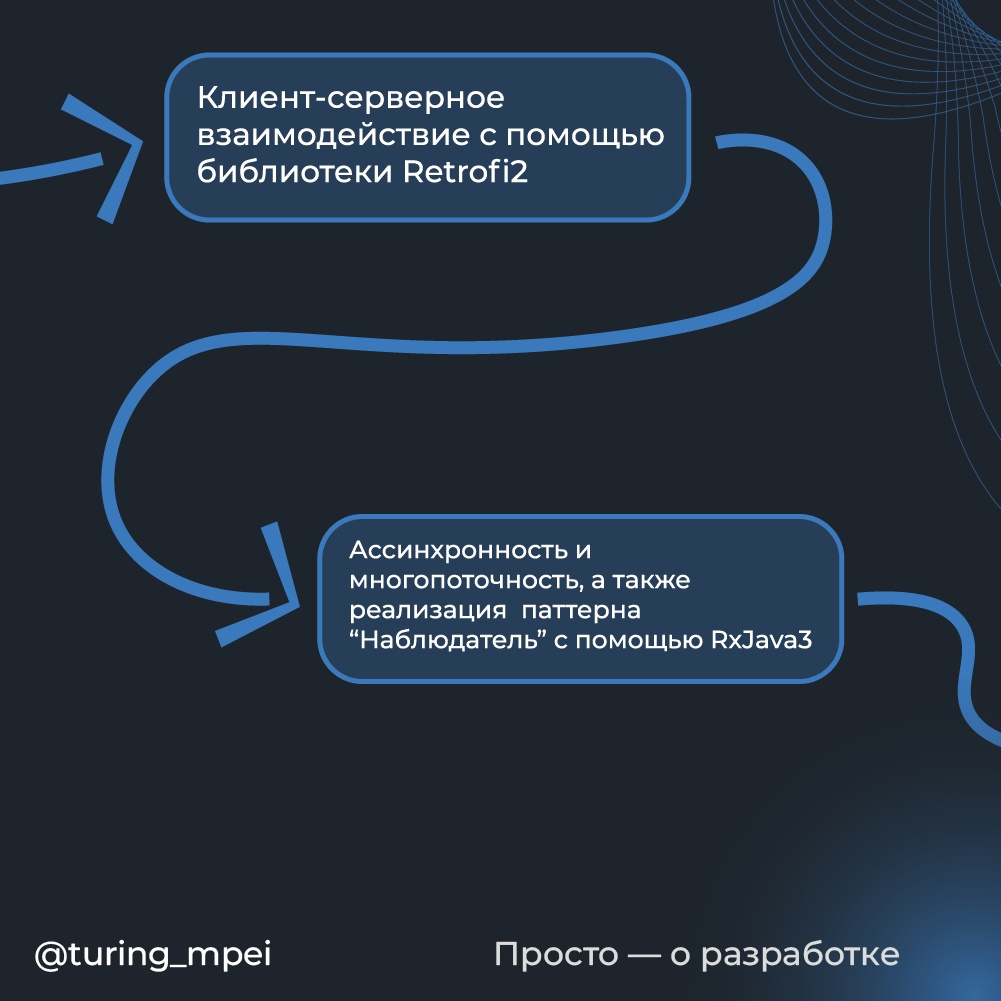 Клиент-серверное
взаимодействие с помощью
библиотеки Retrofi2
Ассинхронность и
многопоточность, а также
реализация  паттерна
“Наблюдатель” с помощью RxJava3
@turing_mpei
Просто — о разработке